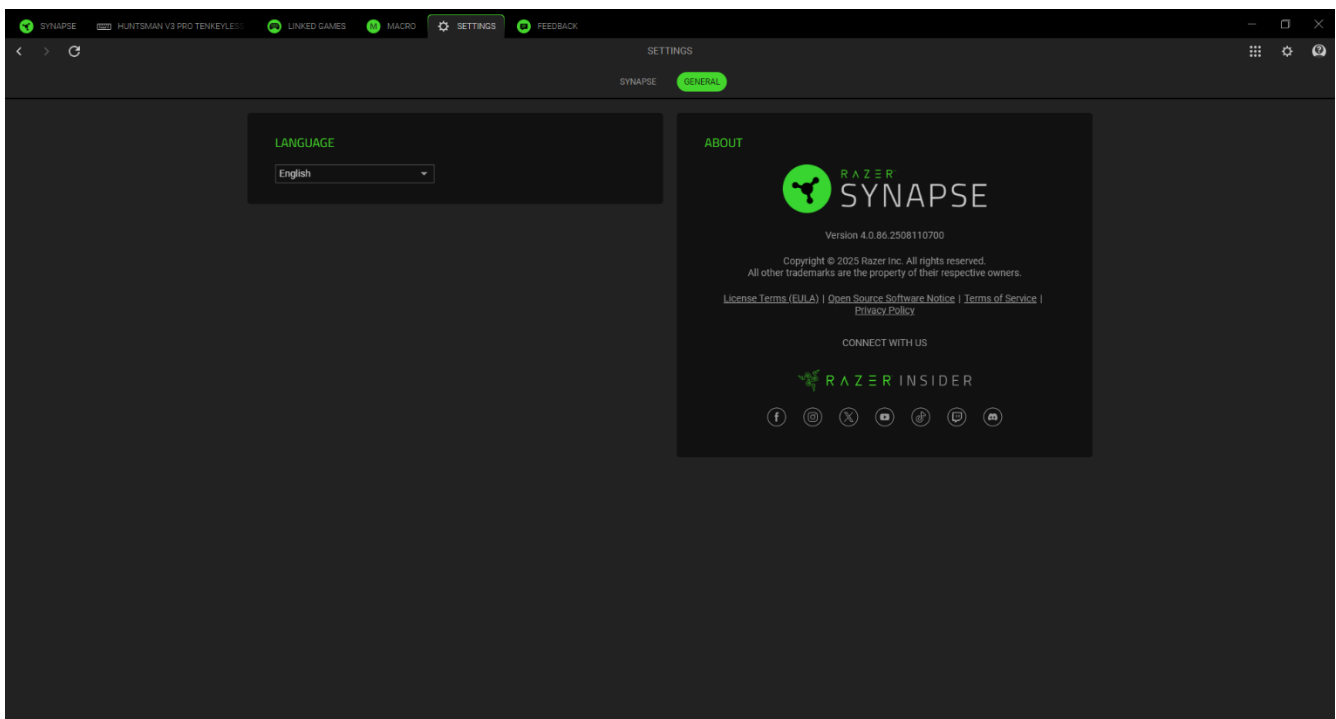 SYNAPSE HUNTSMAN V3 PRO TENKEYLESS LINKED GAMES M MACRO SETTINGS FEEDBACK
SETTINGS
SYNAPSE GENERAL
LANGUAGE
English
ABOUT
RAZER
SYNAPSE
Version 4.0.86.2508110700
Copyright © 2025 Razer Inc. All rights reserved.
All other trademarks are the property of their respective owners.
License Terms (EULA) | Open Source Software Notice | Terms of Service |
Privacy Policy
CONNECT WITH US
RAZER INSIDER